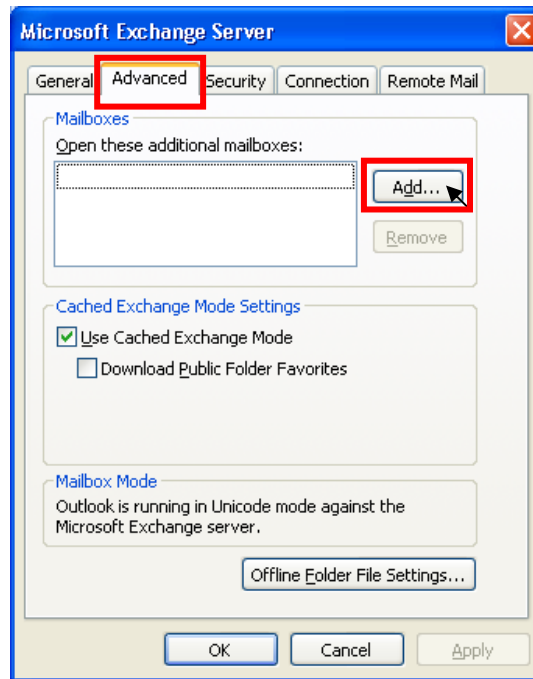 Microsoft Exchange Server
General Advanced Security Connection Remote Mail
Mailboxes
Open these additional mailboxes:
Add...
Remove
Cached Exchange Mode Settings
Use Cached Exchange Mode
Download Public Folder Favorites
Mailbox Mode
Outlook is running in Unicode mode against the
Microsoft Exchange server.
Offline Folder File Settings...
OK Cancel Apply